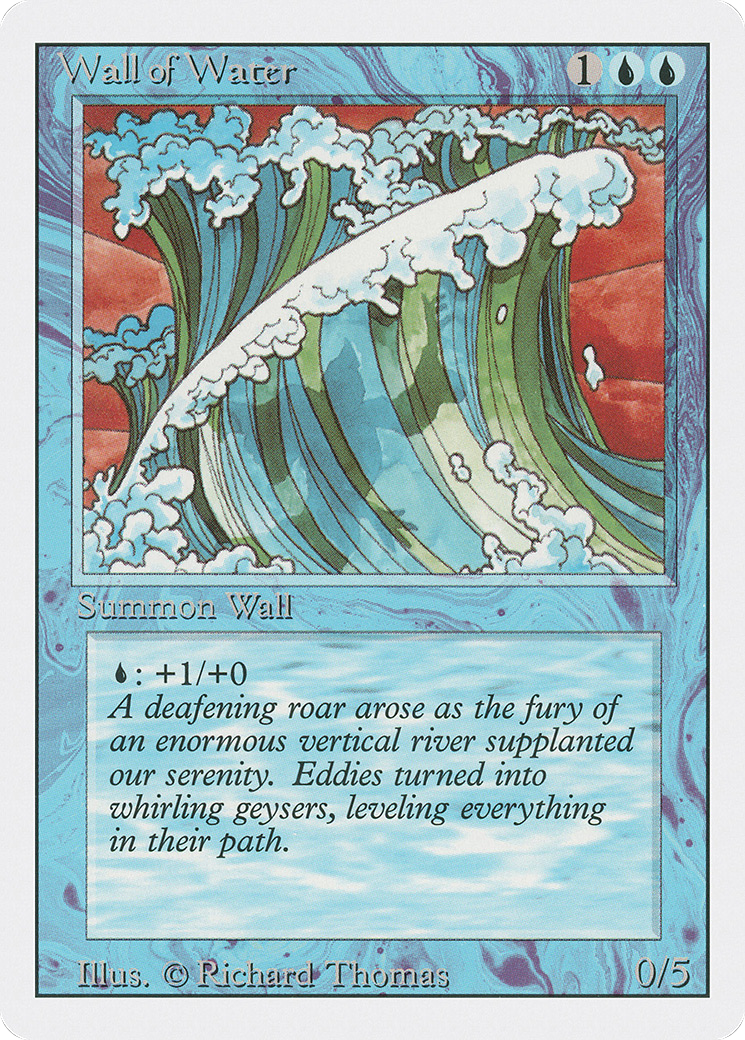 Wall of Water 1
Summon Wall
: +1/+0
A deafening roar arose as the fury of
an enormous vertical river supplanted
our serenity. Eddies turned into
whirling geysers, leveling everything
in their path.
Illus. © Richard Thomas 0/5